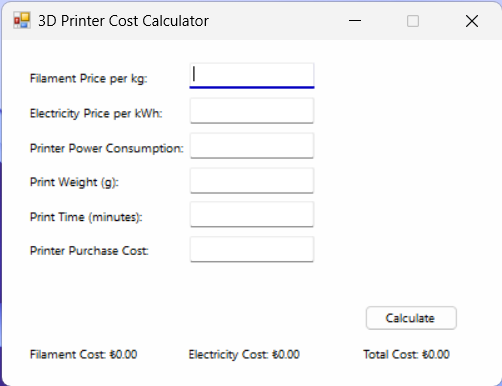 3D Printer Cost Calculator
Filament Price per kg:
Electricity Price per kWh:
Printer Power Consumption:
Print Weight (g):
Print Time (minutes):
Printer Purchase Cost:
Calculate
Filament Cost: ₺0.00 Electricity Cost: ₺0.00 Total Cost: ₺0.00